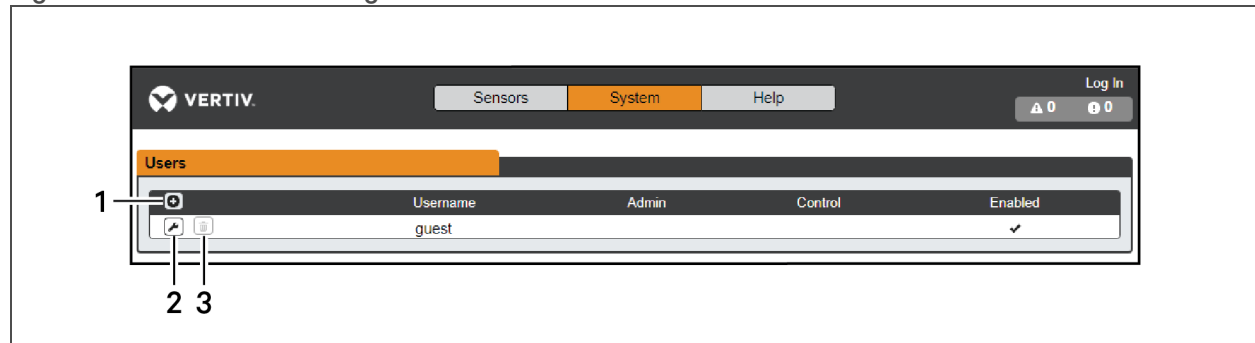 VERTIV.
Sensors System Help
Log In
0 0
Users
1
Username Admin Control Enabled
guest
2 3